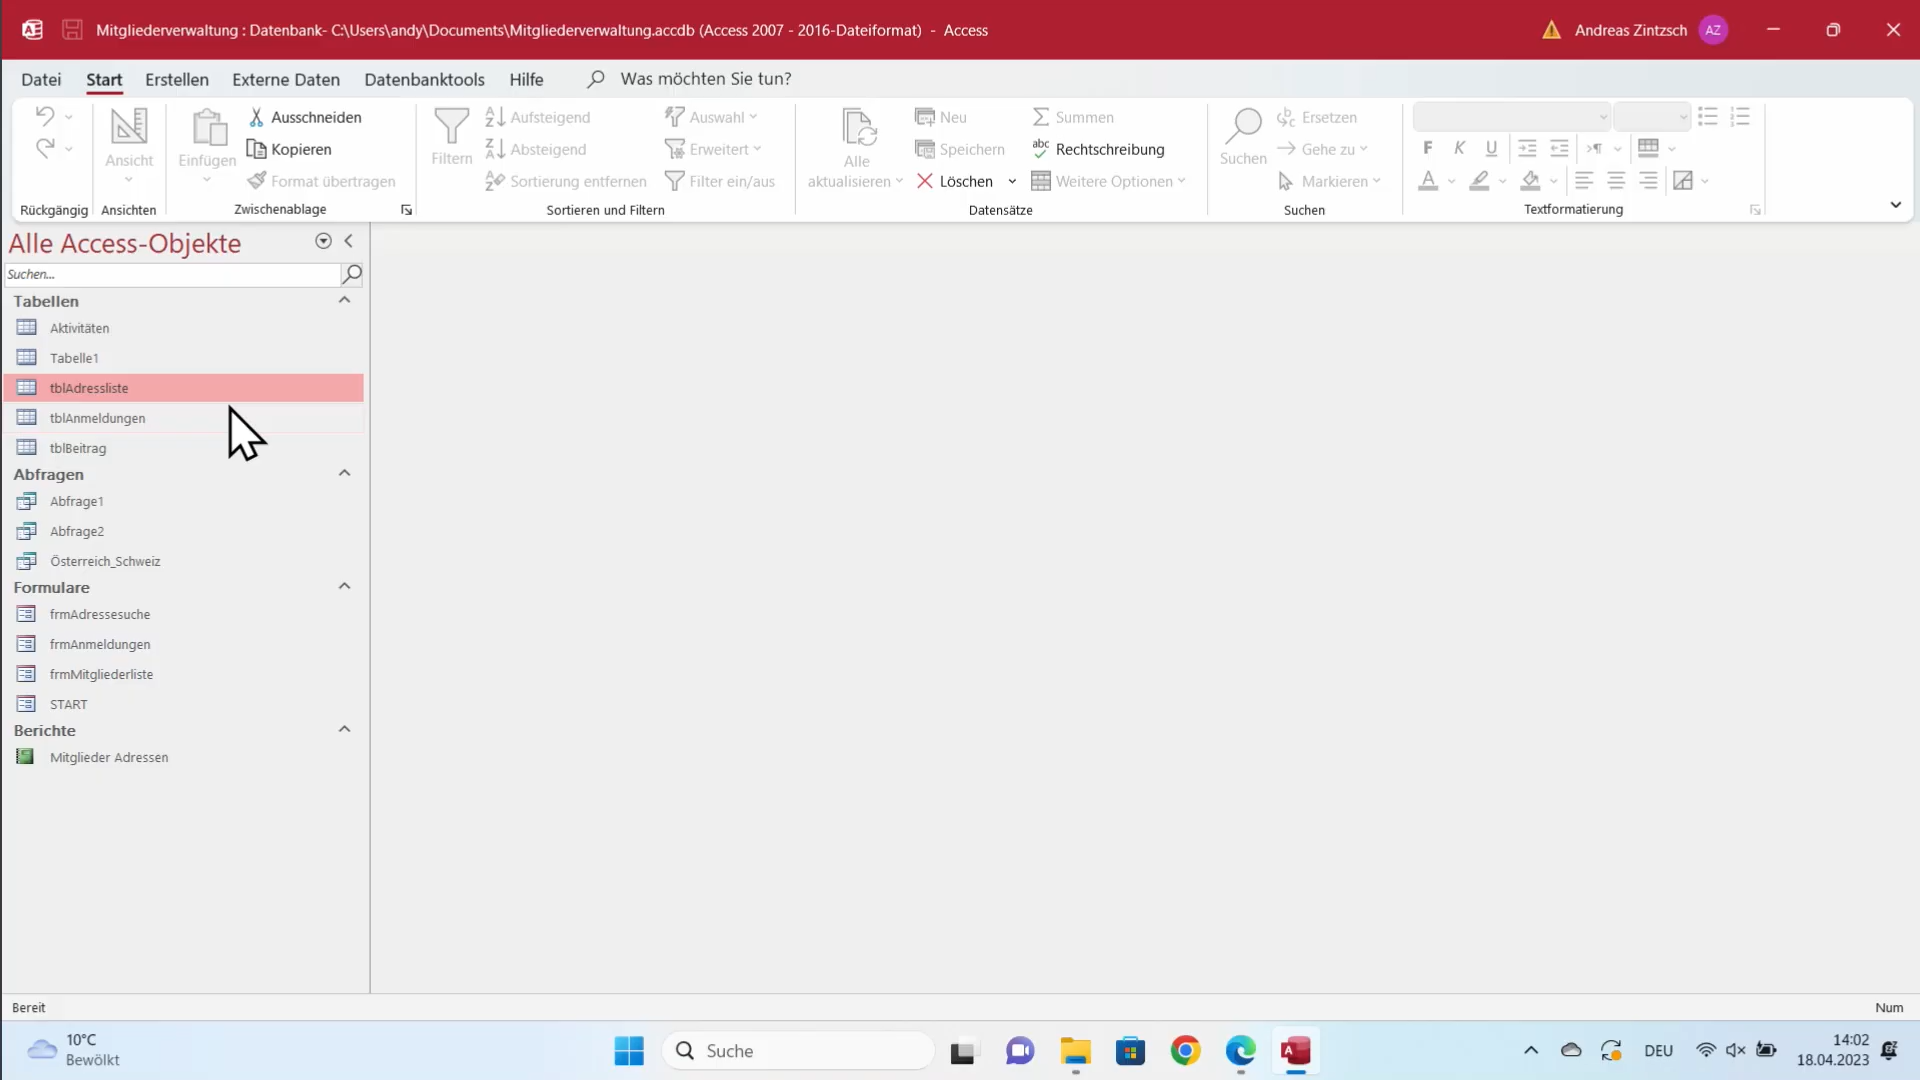 Mitgliederverwaltung : Datenbank- C:\Users\andy\Documents\Mitgliederverwaltung.accdb (Access 2007 - 2016-Dateiformat) - Access
Andreas Zintzsch AZ
Datei Start Erstellen Externe Daten Datenbanktools Hilfe Was möchten Sie tun?
Ausschneiden Aufsteigend Auswahl Neu Summen Ersetzen
Ansicht Einfügen Kopieren Filtern Absteigend Erweitert Alle aktualisieren Speichern Rechtschreibung Suchen Gehe zu F K U
Format übertragen Sortierung entfernen Filter ein/aus Löschen Weitere Optionen Markieren A
Rückgängig Ansichten Zwischenablage Sortieren und Filtern Datensätze Suchen Textformatierung
Alle Access-Objekte
Suchen...
Tabellen
Aktivitäten
Tabelle1
tblAdressliste
tblAnmeldungen
tblBeitrag
Abfragen
Abfrage1
Abfrage2
Österreich_Schweiz
Formulare
frmAdressesuche
frmAnmeldungen
frmMitgliederliste
START
Berichte
Mitglieder Adressen
Bereit Num
10°C
Bewölkt
Suche
DEU
14:02
18.04.2023